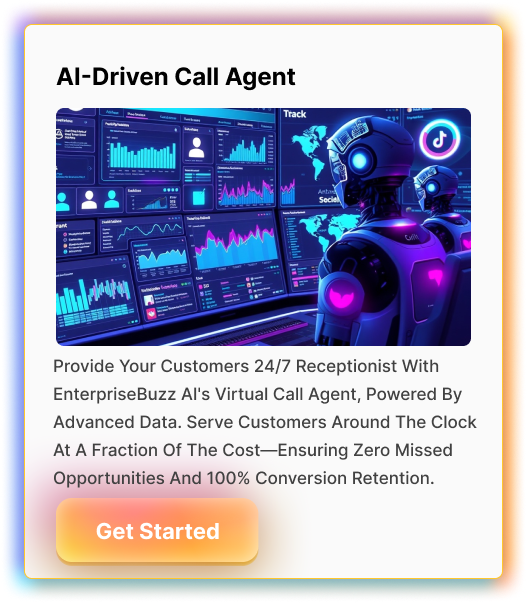 AI-Driven Call Agent
Track
Social
Provide Your Customers 24/7 Receptionist With
EnterpriseBuzz AI's Virtual Call Agent, Powered By
Advanced Data. Serve Customers Around The Clock
At A Fraction Of The Cost—Ensuring Zero Missed
Opportunities And 100% Conversion Retention.
Get Started